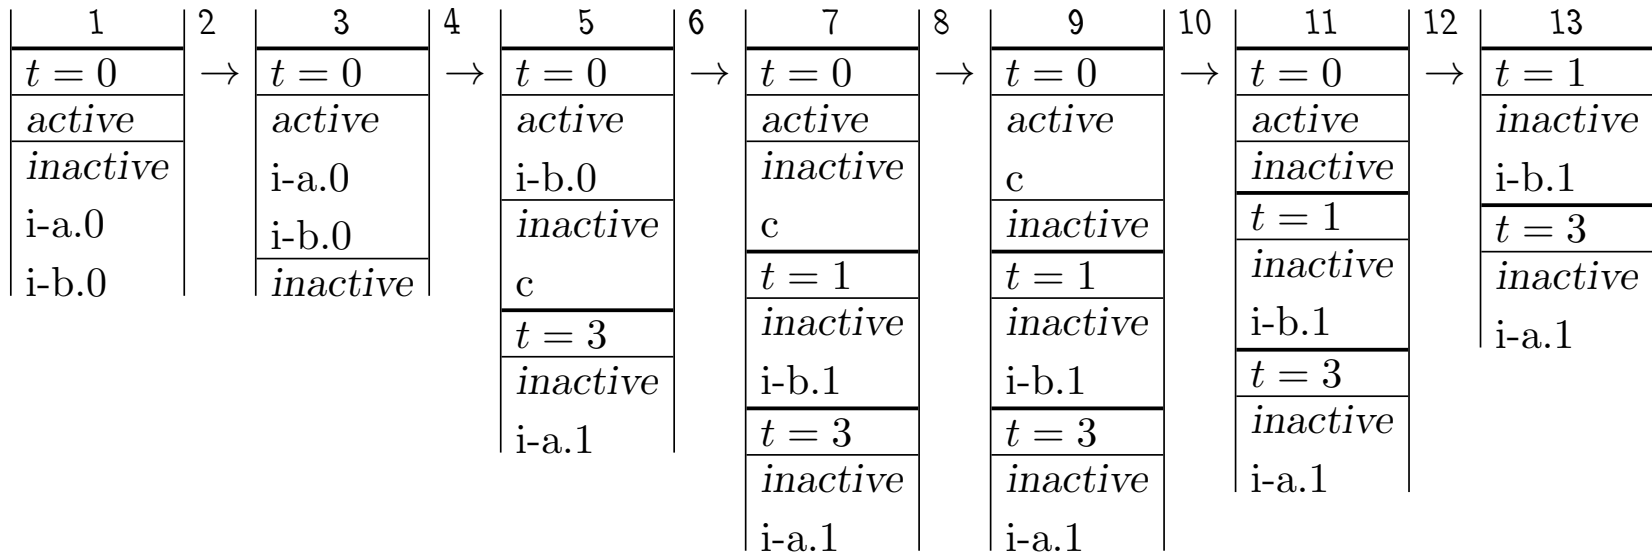 1 2 3 4 5 6 7 8 9 10 11 12 13
t = 0 → t = 0 → t = 0 → t = 0 → t = 0 → t = 0 → t = 1
active active active active active active inactive
inactive i-a.0 i-b.0 inactive c inactive i-b.1
i-a.0 i-b.0 inactive c inactive t = 1 t = 3
i-b.0 inactive c t = 1 t = 1 inactive inactive
t = 3 inactive inactive i-b.1 i-a.1
inactive i-b.1 i-b.1 t = 3
i-a.1 t = 3 t = 3 inactive
inactive inactive i-a.1
i-a.1 i-a.1